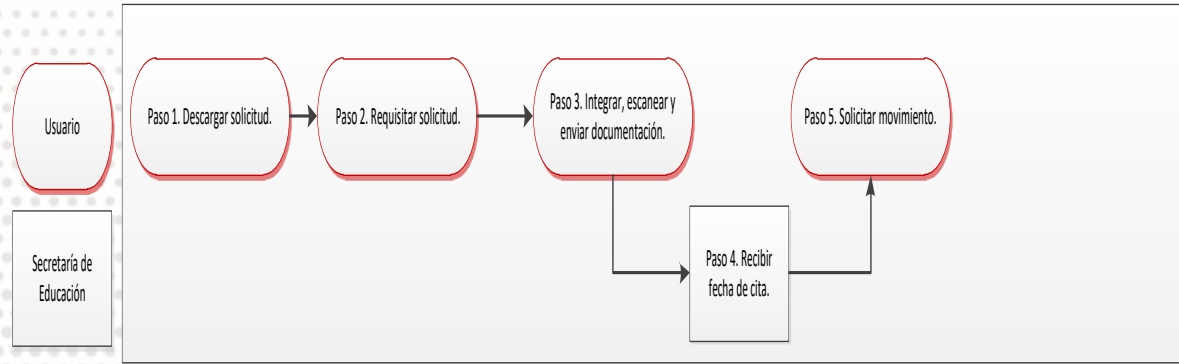 Usuario
Paso 1. Descargar solicitud.
Paso 2. Requisitar solicitud.
Paso 3. Integrar, escanear y
enviar documentación.
Paso 5. Solicitar movimiento.
Secretaría de
Educación
Paso 4. Recibir
fecha de cita.